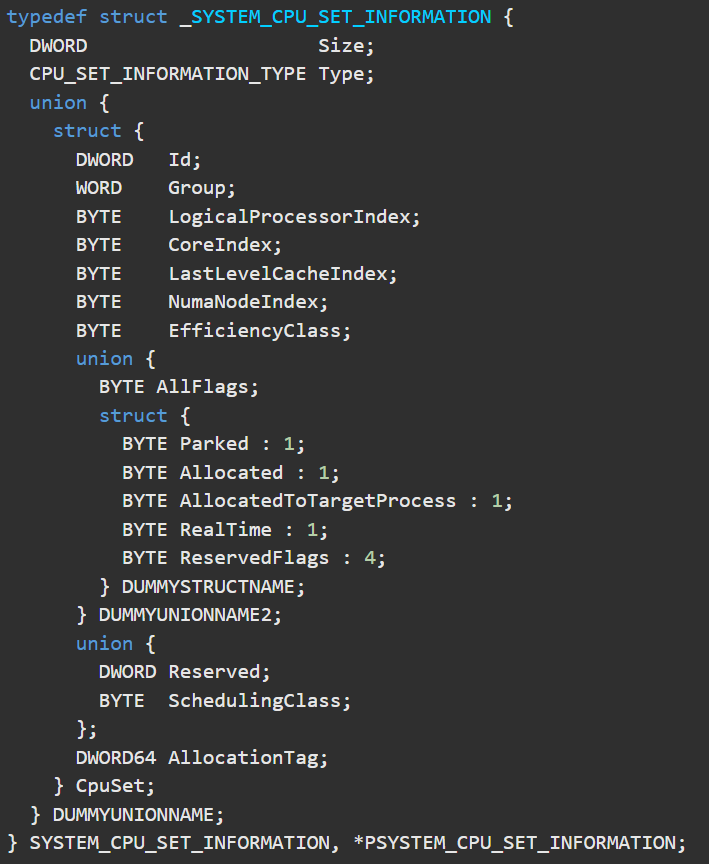 typedef struct _SYSTEM_CPU_SET_INFORMATION {
  DWORD                    Size;
  CPU_SET_INFORMATION_TYPE Type;
  union {
    struct {
      DWORD   Id;
      WORD    Group;
      BYTE    LogicalProcessorIndex;
      BYTE    CoreIndex;
      BYTE    LastLevelCacheIndex;
      BYTE    NumaNodeIndex;
      BYTE    EfficiencyClass;
      union {
        BYTE AllFlags;
        struct {
          BYTE Parked : 1;
          BYTE Allocated : 1;
          BYTE AllocatedToTargetProcess : 1;
          BYTE RealTime : 1;
          BYTE ReservedFlags : 4;
        } DUMMYSTRUCTNAME;
      } DUMMYUNIONNAME2;
      union {
        DWORD Reserved;
        BYTE  SchedulingClass;
      };
      DWORD64 AllocationTag;
    } CpuSet;
  } DUMMYUNIONNAME;
} SYSTEM_CPU_SET_INFORMATION, *PSYSTEM_CPU_SET_INFORMATION;